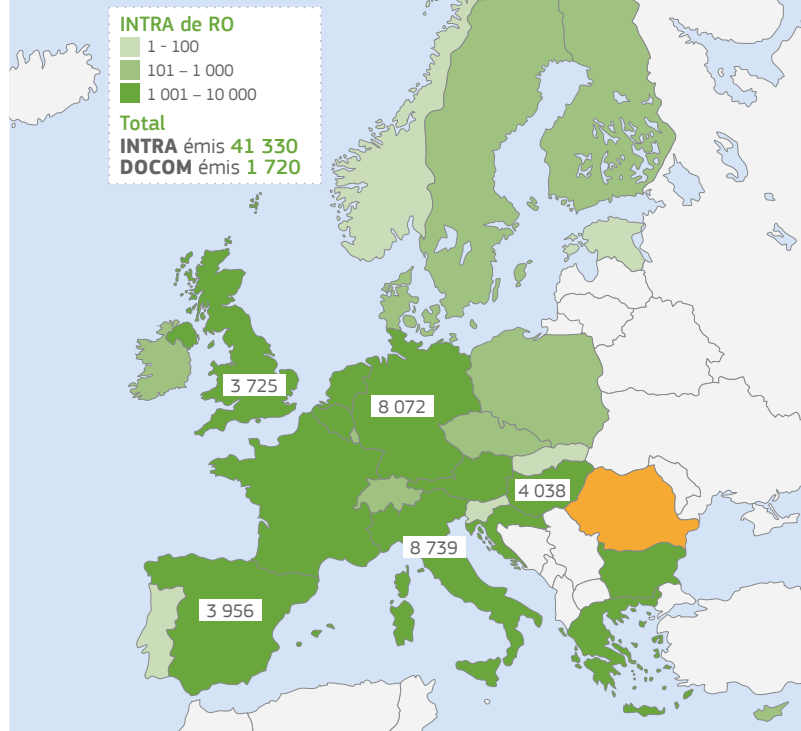 INTRA de RO
1 - 100
101 – 1 000
1 001 – 10 000
Total
INTRA émis 41 330
DOCOM émis 1 720
3 725
8 072
4 038
8 739
3 956